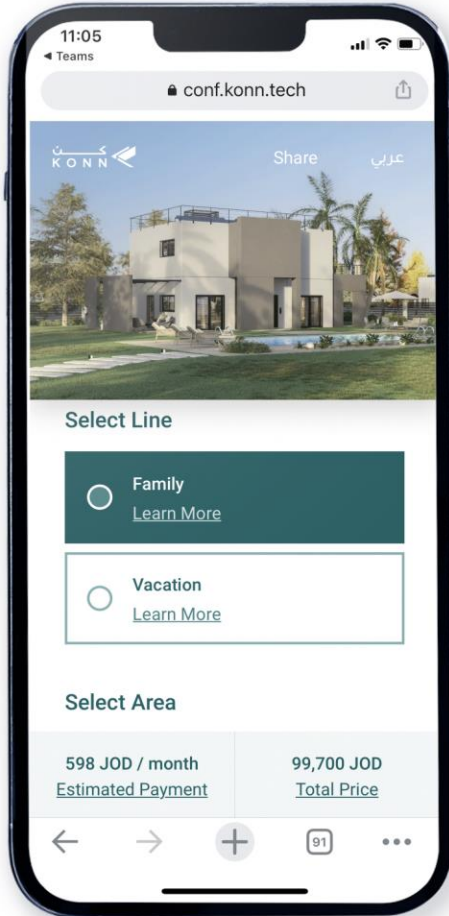 11:05
◀ Teams
conf.konn.tech
كــــن
KONN
Share
عربي
Select Line
Family
Learn More
Vacation
Learn More
Select Area
598 JOD / month
Estimated Payment
99,700 JOD
Total Price
91